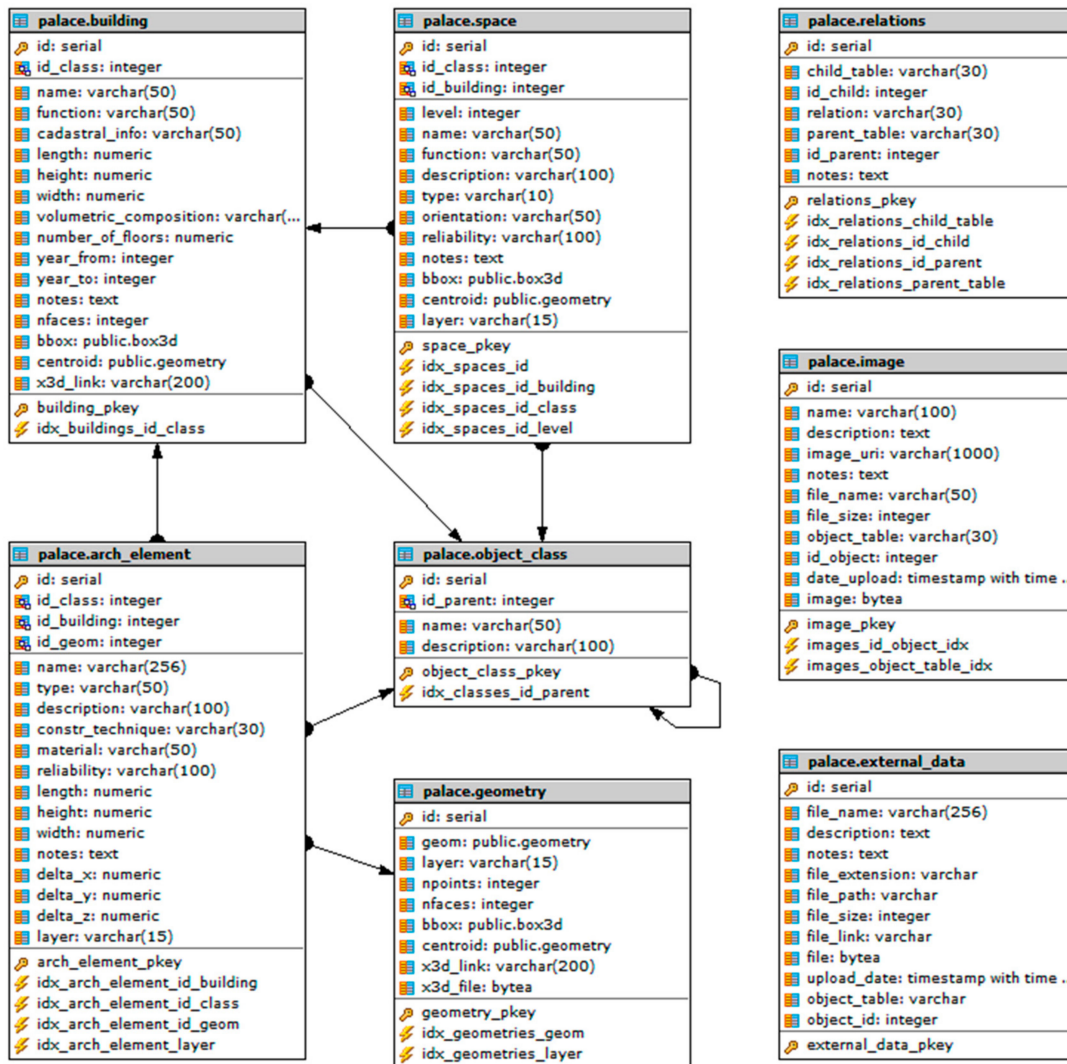 palace.building
id: serial
id_class: integer
name: varchar(50)
function: varchar(50)
cadastral_info: varchar(50)
length: numeric
height: numeric
width: numeric
volumetric_composition: varchar(...
number_of_floors: numeric
year_from: integer
year_to: integer
notes: text
nfaces: integer
bbox: public.box3d
centroid: public.geometry
x3d_link: varchar(200)
building_pkey
idx_buildings_id_class
palace.space
id: serial
id_class: integer
id_building: integer
level: integer
name: varchar(50)
function: varchar(50)
description: varchar(100)
type: varchar(10)
orientation: varchar(50)
reliability: varchar(100)
notes: text
bbox: public.box3d
centroid: public.geometry
layer: varchar(15)
space_pkey
idx_spaces_id
idx_spaces_id_building
idx_spaces_id_class
idx_spaces_id_level
palace.relations
id: serial
child_table: varchar(30)
id_child: integer
relation: varchar(30)
parent_table: varchar(30)
id_parent: integer
notes: text
relations_pkey
idx_relations_child_table
idx_relations_id_child
idx_relations_id_parent
idx_relations_parent_table
palace.image
id: serial
name: varchar(100)
description: text
image_uri: varchar(1000)
notes: text
file_name: varchar(50)
file_size: integer
object_table: varchar(30)
id_object: integer
date_upload: timestamp with time ..
image: bytea
image_pkey
images_id_object_idx
images_object_table_idx
palace.arch_element
id: serial
id_class: integer
id_building: integer
id_geom: integer
name: varchar(256)
type: varchar(50)
description: varchar(100)
constr_technique: varchar(30)
material: varchar(50)
reliability: varchar(100)
length: numeric
height: numeric
width: numeric
notes: text
delta_x: numeric
delta_y: numeric
delta_z: numeric
layer: varchar(15)
arch_element_pkey
idx_arch_element_id_building
idx_arch_element_id_class
idx_arch_element_id_geom
idx_arch_element_layer
palace.object_class
id: serial
id_parent: integer
name: varchar(50)
description: varchar(100)
object_class_pkey
idx_classes_id_parent
palace.geometry
id: serial
geom: public.geometry
layer: varchar(15)
npoints: integer
nfaces: integer
bbox: public.box3d
centroid: public.geometry
x3d_link: varchar(200)
x3d_file: bytea
geometry_pkey
idx_geometries_geom
idx_geometries_layer
palace.external_data
id: serial
file_name: varchar(256)
description: text
notes: text
file_extension: varchar
file_path: varchar
file_size: integer
file_link: varchar
file: bytea
upload_date: timestamp with time ..
object_table: varchar
object_id: integer
external_data_pkey